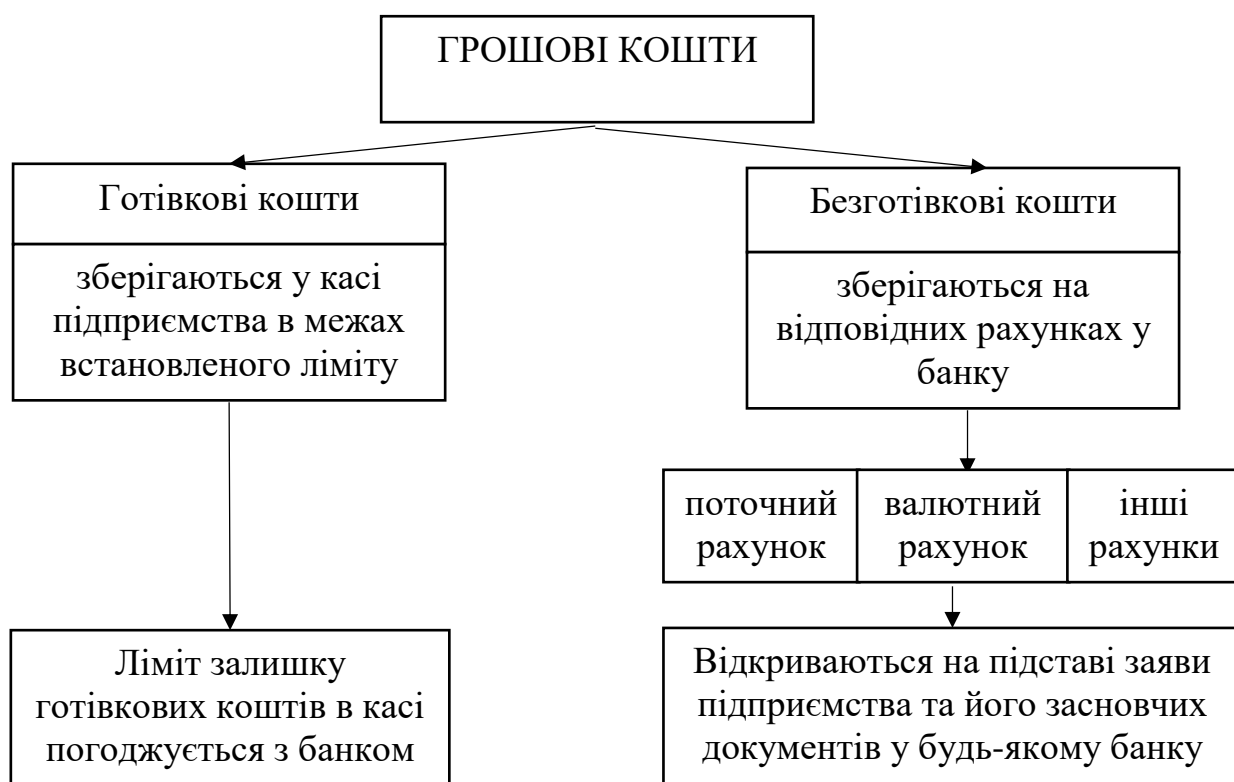 ГРОШОВІ КОШТИ
Готівкові кошти
зберігаються у касі
підприємства в межах
встановленого ліміту
Безготівкові кошти
зберігаються на
відповідних рахунках у
банку
поточний
рахунок
валютний
рахунок
інші
рахунки
Ліміт залишку
готівкових коштів в касі
погоджується з банком
Відкриваються на підставі заяви
підприємства та його засновчих
документів у будь-якому банку